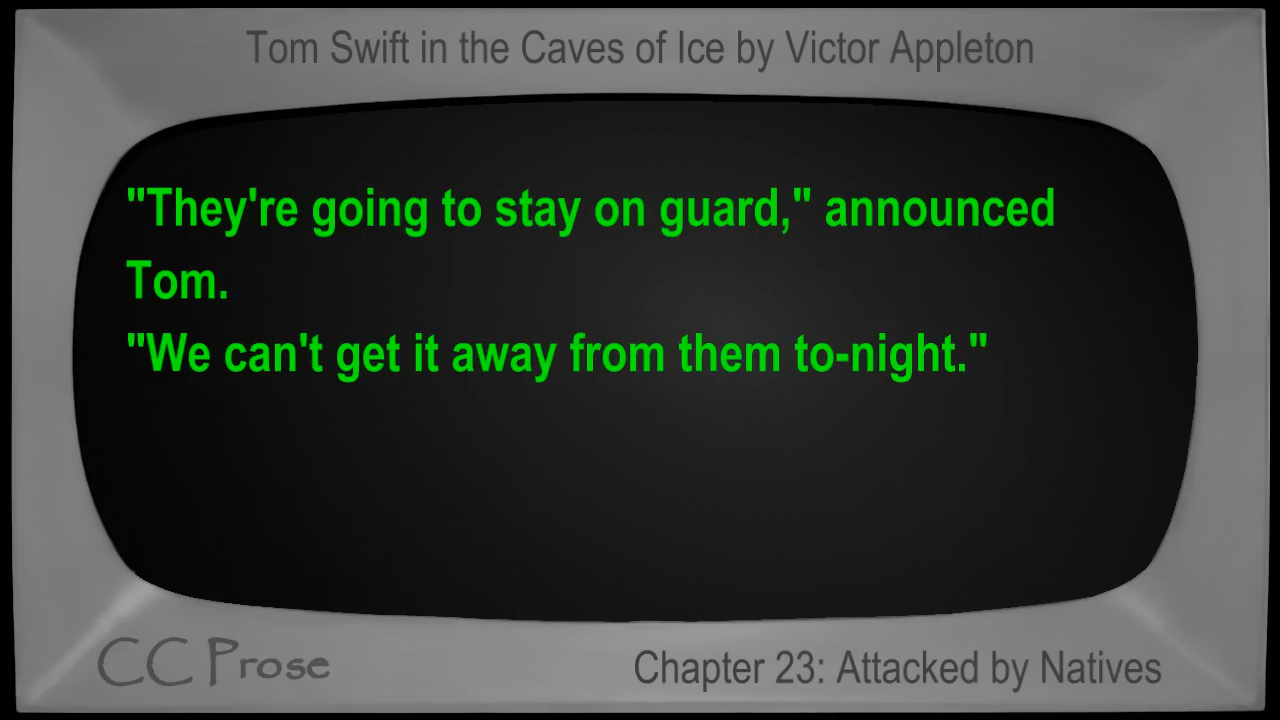 Tom Swift in the Caves of Ice by Victor Appleton
"They're going to stay on guard," announced
Tom.
"We can't get it away from them to-night."
CC Prose
Chapter 23: Attacked by Natives